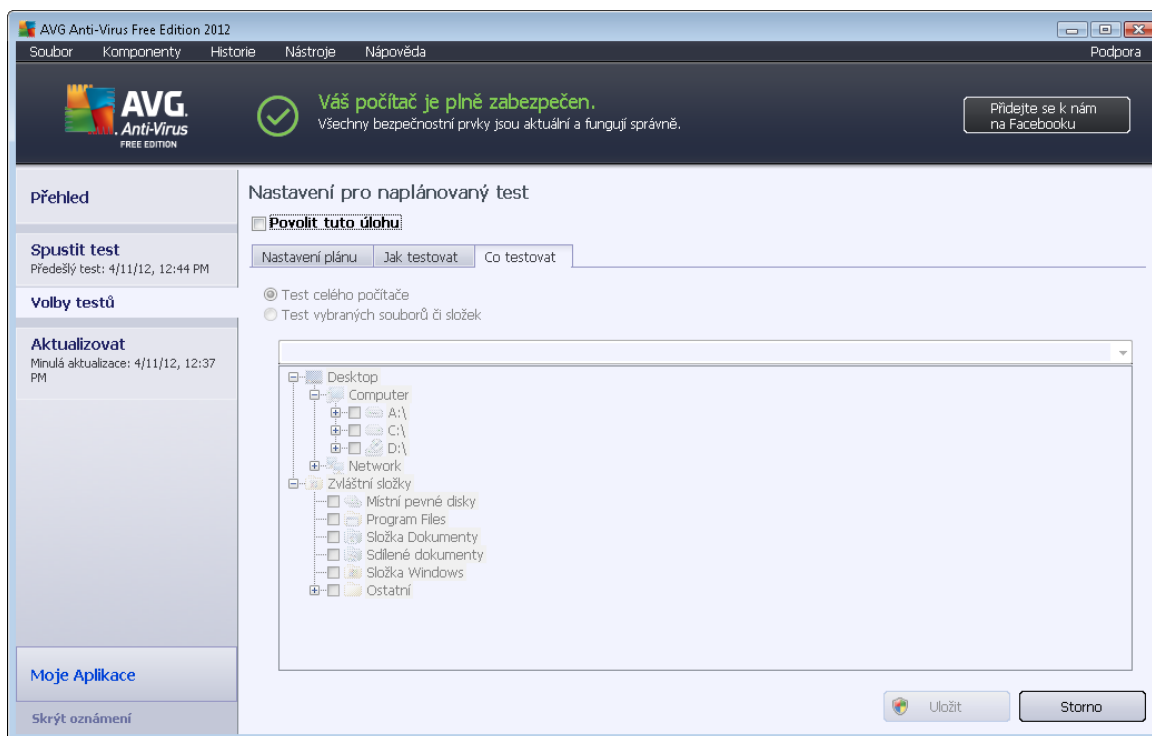 AVG Anti-Virus Free Edition 2012
Soubor Komponenty Historie Nástroje Nápověda Podpora
AVG.
Anti-Virus
FREE EDITION
Váš počítač je plně zabezpečen.
Všechny bezpečnostní prvky jsou aktuální a fungují správně.
Přidejte se k nám
na Facebooku
Přehled
Spustit test
Předešlý test: 4/11/12, 12:44 PM
Volby testů
Aktualizovat
Minulá aktualizace: 4/11/12, 12:37
PM
Moje Aplikace
Skrýt oznámení
Nastavení pro naplánovaný test
Povolit tuto úlohu
Nastavení plánu Jak testovat Co testovat
Test celého počítače
Test vybraných souborů či složek
Desktop
Computer
A:\
C:\
D:\
Network
Zvláštní složky
Místní pevné disky
Program Files
Složka Dokumenty
Sdílené dokumenty
Složka Windows
Ostatní
Uložit Storno